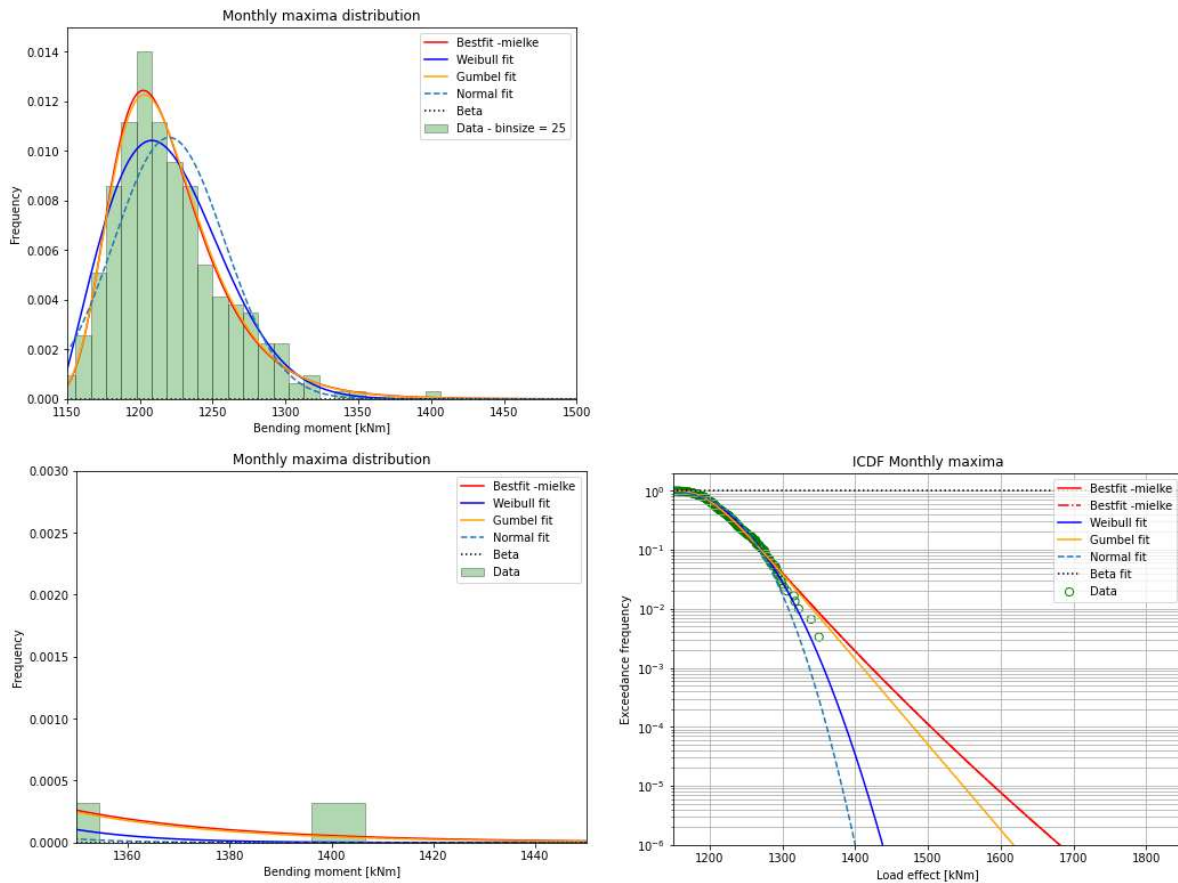 Monthly maxima distribution
Bestfit -mielke
Weibull fit
Gumbel fit
Normal fit
Beta
Data - binsize = 25
0.014
0.012
0.010
0.008
0.006
0.004
0.002
0.000
Frequency
1150 1200 1250 1300 1350 1400 1450 1500
Bending moment [kNm]
Monthly maxima distribution
Bestfit -mielke
Weibull fit
Gumbel fit
Normal fit
Beta
Data
0.0030
0.0025
0.0020
0.0015
0.0010
0.0005
0.0000
Frequency
1360 1380 1400 1420 1440
Bending moment [kNm]
ICDF Monthly maxima
Bestfit -mielke
Bestfit -mielke
Weibull fit
Gumbel fit
Normal fit
Beta fit
Data
10⁰
10⁻¹
10⁻²
10⁻³
10⁻⁴
10⁻⁵
10⁻⁶
Exceedance frequency
1200 1300 1400 1500 1600 1700 1800
Load effect [kNm]